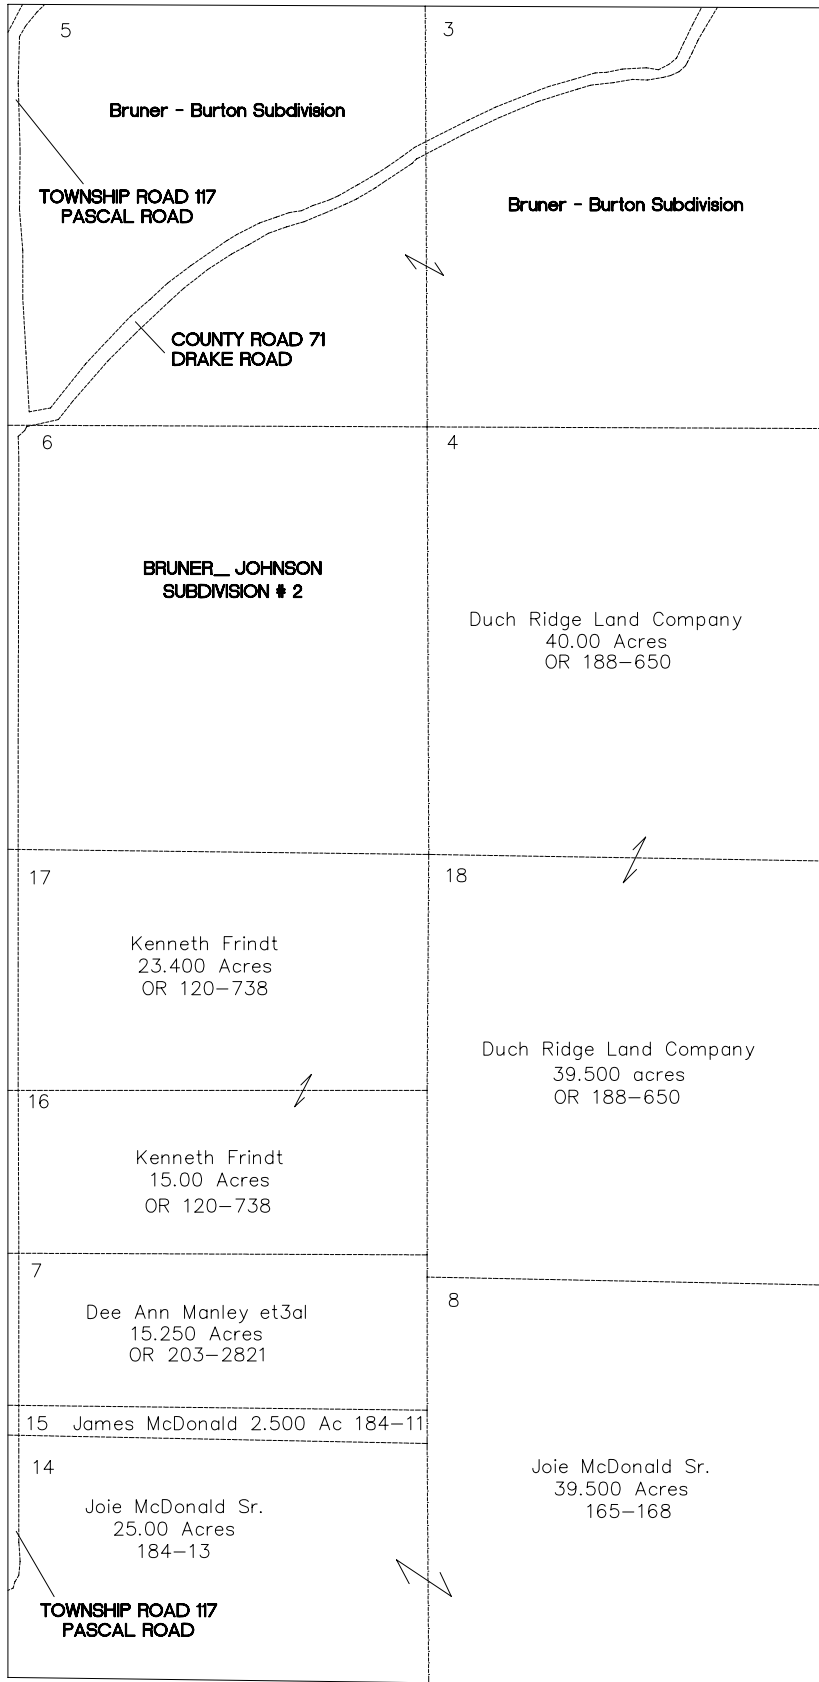 5
3
Bruner - Burton Subdivision
TOWNSHIP ROAD 117
PASCAL ROAD
Bruner - Burton Subdivision
COUNTY ROAD 71
DRAKE ROAD
6
4
BRUNER_ JOHNSON
SUBDIVISION # 2
Duch Ridge Land Company
40.00 Acres
OR 188-650
17
18
Kenneth Frindt
23.400 Acres
OR 120-738
Duch Ridge Land Company
39.500 acres
OR 188-650
16
Kenneth Frindt
15.00 Acres
OR 120-738
7
8
Dee Ann Manley et3al
15.250 Acres
OR 203-2821
15 James McDonald 2.500 Ac 184-11
14
Joie McDonald Sr.
25.00 Acres
184-13
Joie McDonald Sr.
39.500 Acres
165-168
TOWNSHIP ROAD 117
PASCAL ROAD